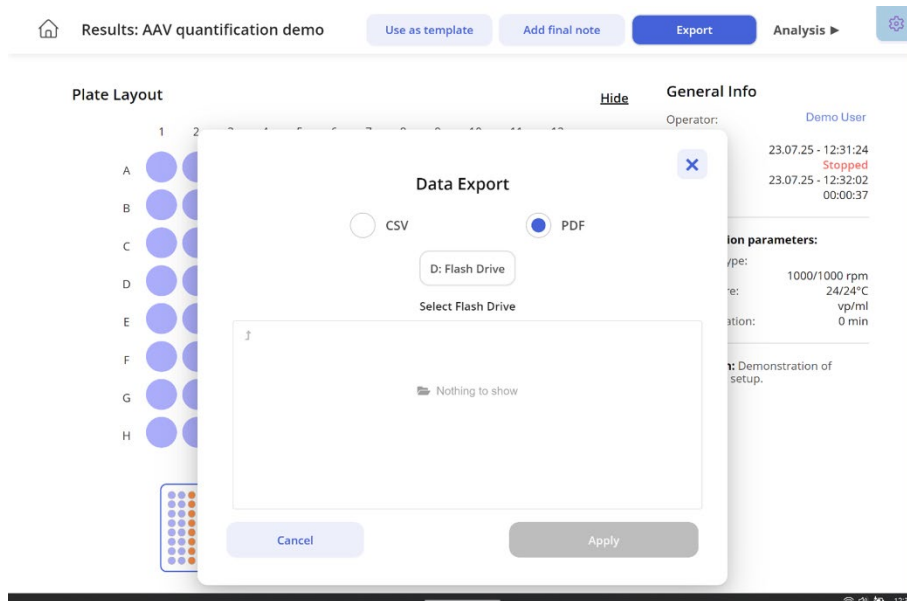 Results: AAV quantification demo
Use as template
Add final note
Export
Analysis ▶
Plate Layout
Hide
1 2
A
B
C
D
E
F
G
H
General Info
Operator: Demo User
23.07.25 - 12:31:24
Stopped
23.07.25 - 12:32:02
00:00:37
parameters:
1000/1000 rpm
24/24°C
vp/ml
0 min
Demonstration of
setup.
Data Export
CSV
PDF
D: Flash Drive
Select Flash Drive
Nothing to show
Cancel
Apply